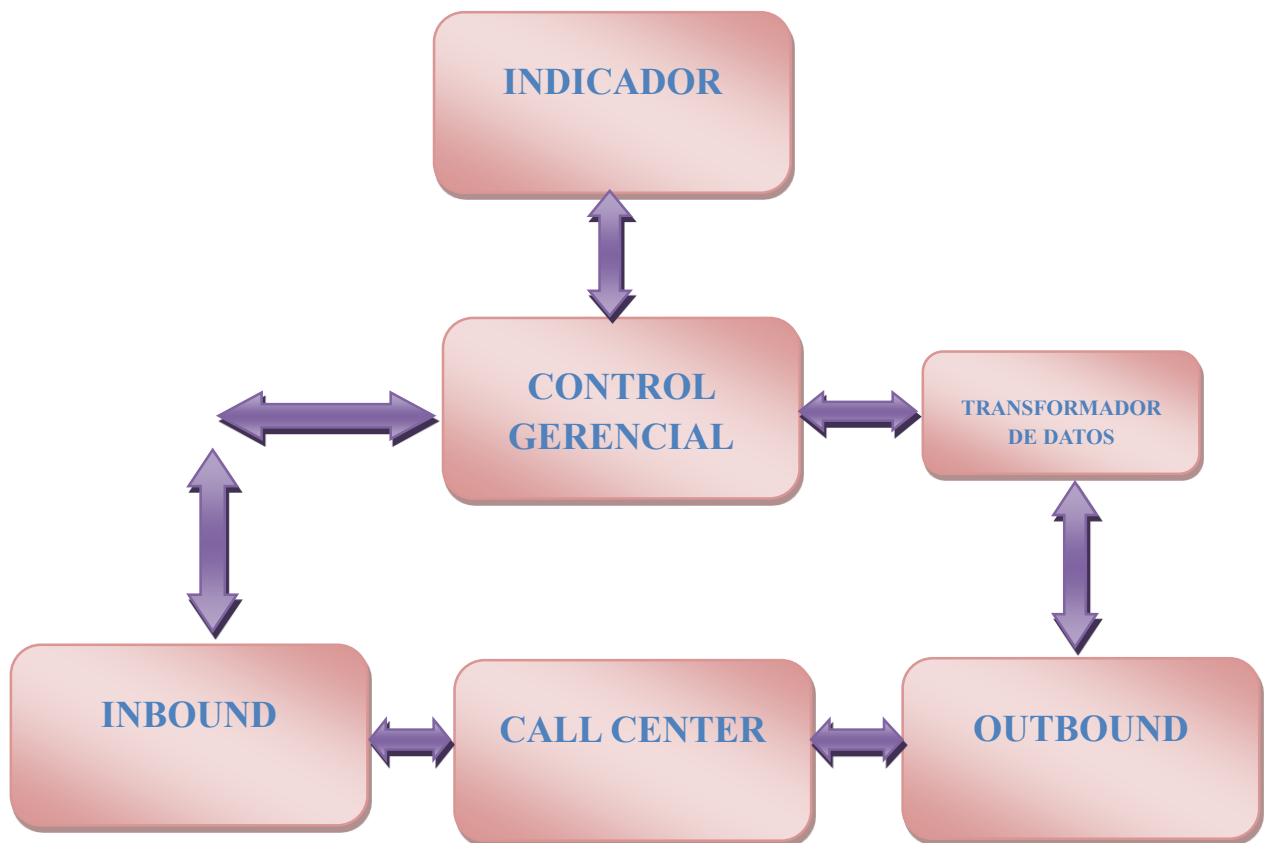 INDICADOR
CONTROL
GERENCIAL
TRANSFORMADOR
DE DATOS
INBOUND
CALL CENTER
OUTBOUND